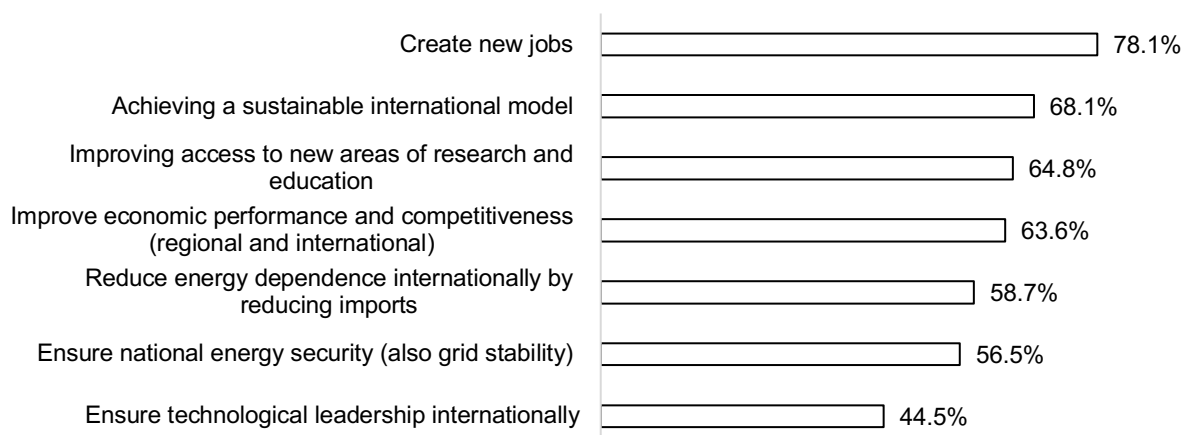 Create new jobs
78.1%
Achieving a sustainable international model
68.1%
Improving access to new areas of research and
education
64.8%
Improve economic performance and competitiveness
(regional and international)
63.6%
Reduce energy dependence internationally by
reducing imports
58.7%
Ensure national energy security (also grid stability)
56.5%
Ensure technological leadership internationally
44.5%